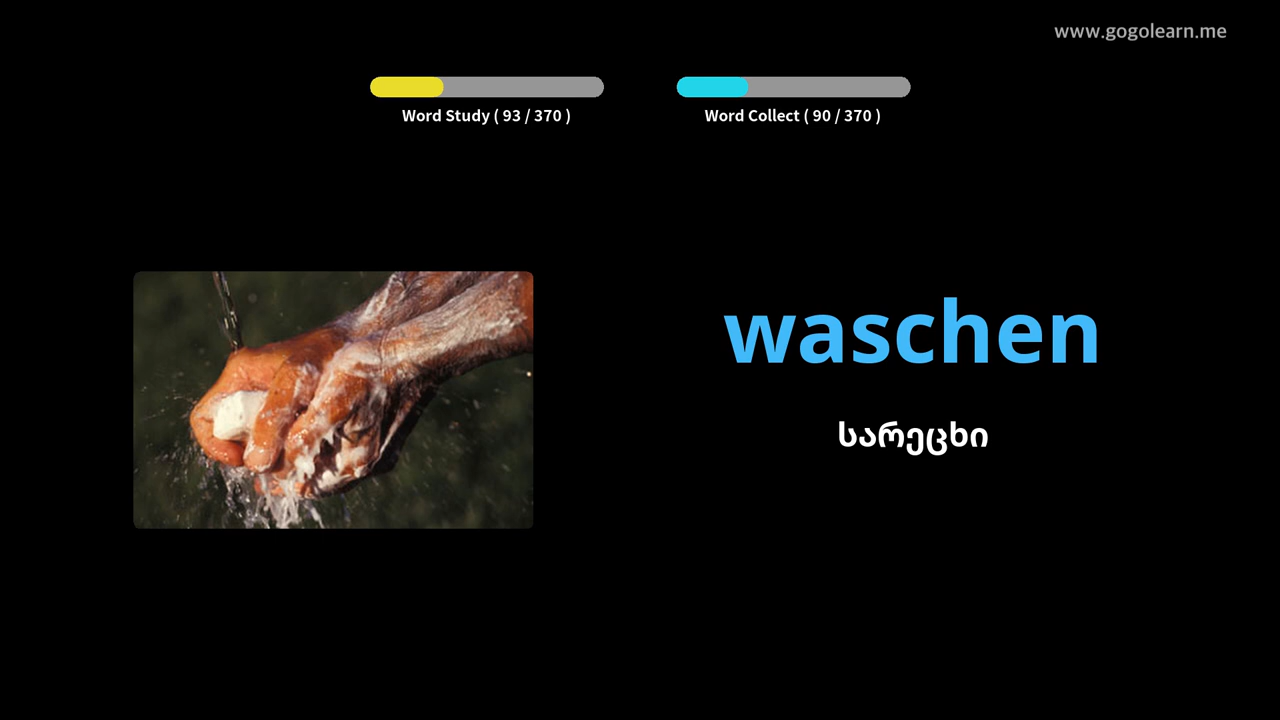 www.gogolearn.me
Word Study ( 93 / 370 )
Word Collect ( 90 / 370 )
waschen
სარეცხი